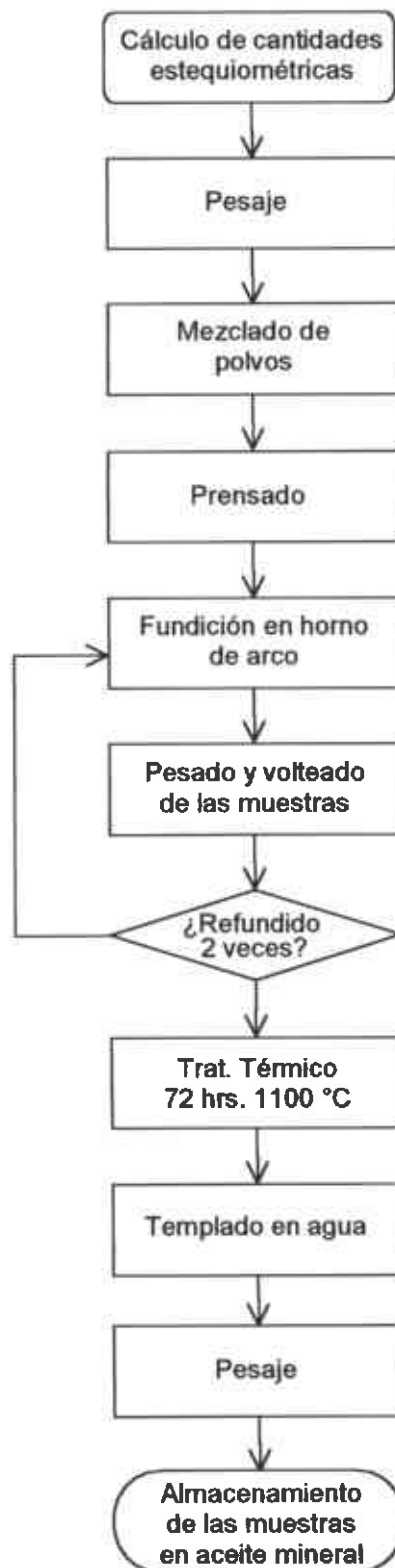 Cálculo de cantidades
estequiométricas
Pesaje
Mezclado de
polvos
Prensado
Fundición en horno
de arco
Pesado y volteado
de las muestras
¿Refundido
2 veces?
Trat. Térmico
72 hrs. 1100 °C
Templado en agua
Pesaje
Almacenamiento
de las muestras
en aceite mineral